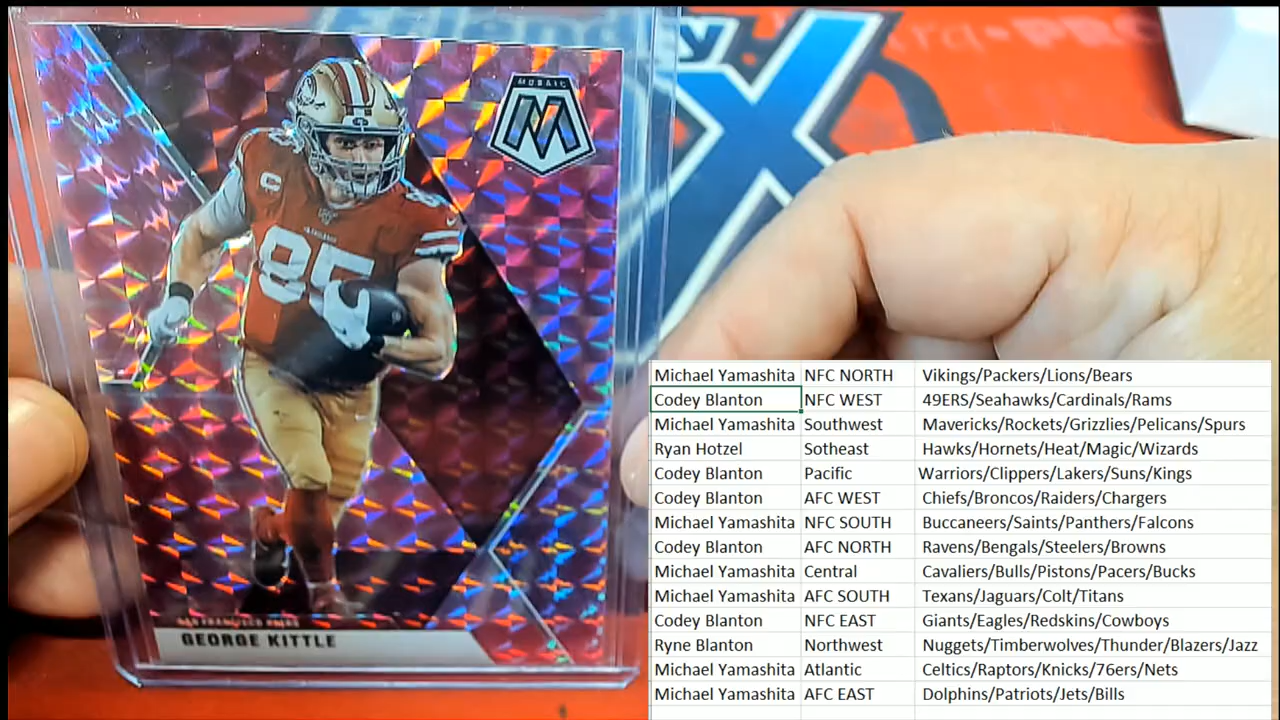 MOSAIC
M
85
85
SAN FRANCISCO 49ERS
GEORGE KITTLE
X
Michael Yamashita NFC NORTH Vikings/Packers/Lions/Bears
Codey Blanton NFC WEST 49ERS/Seahawks/Cardinals/Rams
Michael Yamashita Southwest Mavericks/Rockets/Grizzlies/Pelicans/Spurs
Ryan Hotzel Sotheast Hawks/Hornets/Heat/Magic/Wizards
Codey Blanton Pacific Warriors/Clippers/Lakers/Suns/Kings
Codey Blanton AFC WEST Chiefs/Broncos/Raiders/Chargers
Michael Yamashita NFC SOUTH Buccaneers/Saints/Panthers/Falcons
Codey Blanton AFC NORTH Ravens/Bengals/Steelers/Browns
Michael Yamashita Central Cavaliers/Bulls/Pistons/Pacers/Bucks
Michael Yamashita AFC SOUTH Texans/Jaguars/Colt/Titans
Codey Blanton NFC EAST Giants/Eagles/Redskins/Cowboys
Ryne Blanton Northwest Nuggets/Timberwolves/Thunder/Blazers/Jazz
Michael Yamashita Atlantic Celtics/Raptors/Knicks/76ers/Nets
Michael Yamashita AFC EAST Dolphins/Patriots/Jets/Bills